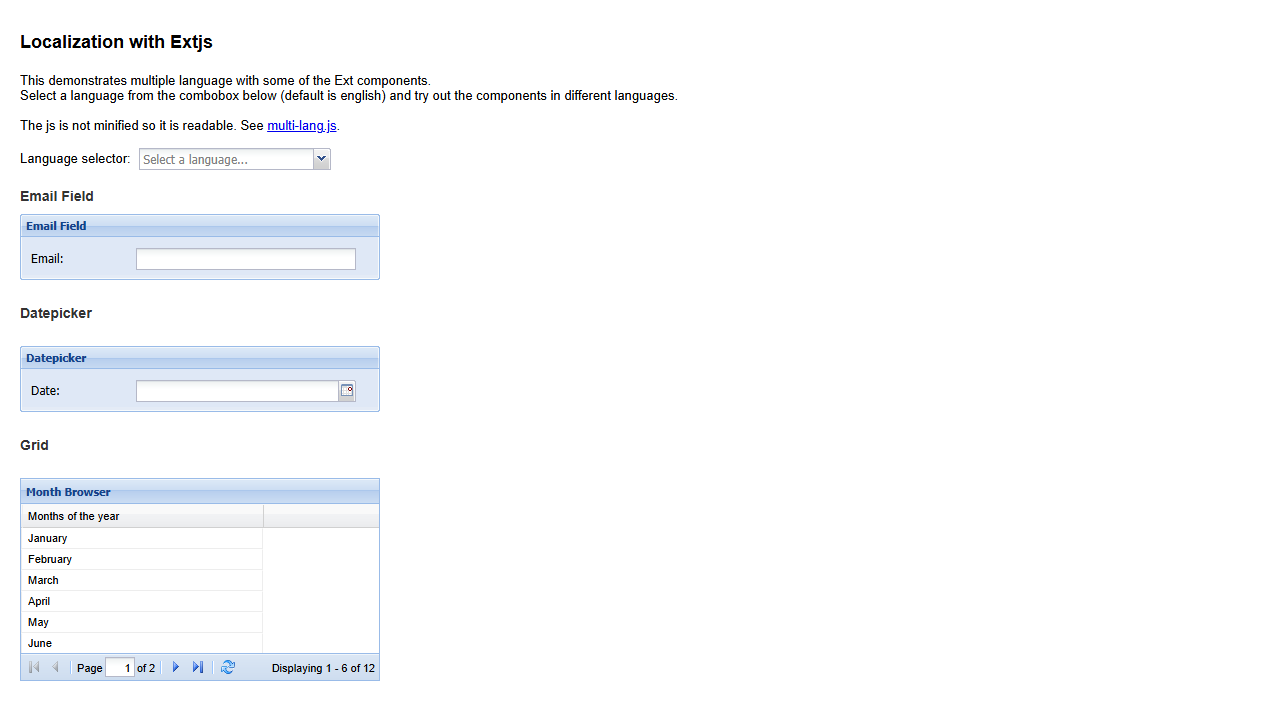 Localization with Extjs
This demonstrates multiple language with some of the Ext components.
Select a language from the combobox below (default is english) and try out the components in different languages.
The js is not minified so it is readable. See multi-lang.js.
Language selector: Select a language...
Email Field
Email Field
Email:
Datepicker
Datepicker
Date:
Grid
Month Browser
Months of the year
January
February
March
April
May
June
Page 1 of 2 Displaying 1 - 6 of 12